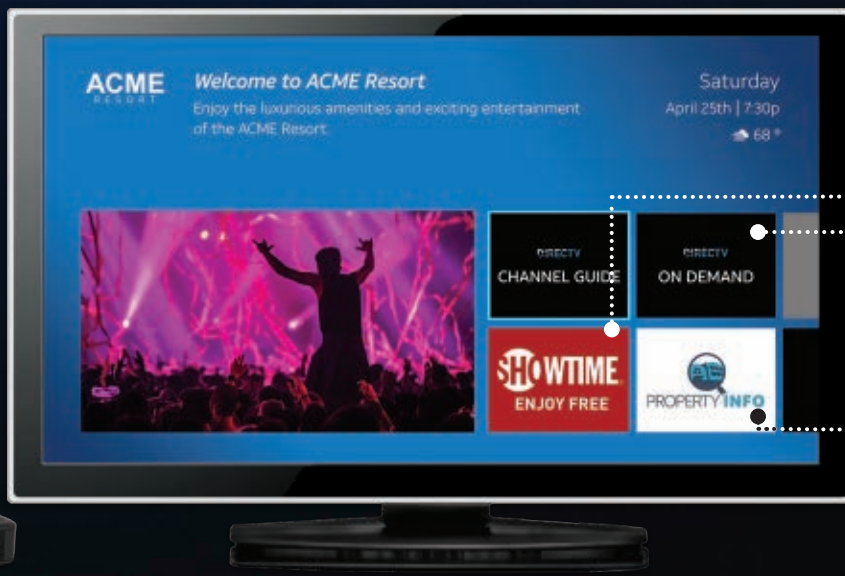 ACME
RESORT
Welcome to ACME Resort
Enjoy the luxurious amenities and exciting entertainment
of the ACME Resort.
Saturday
April 25th | 7:30p
68°
DIRECTV
CHANNEL GUIDE
DIRECTV
ON DEMAND
SHOWTIME
ENJOY FREE
PROPERTY INFO